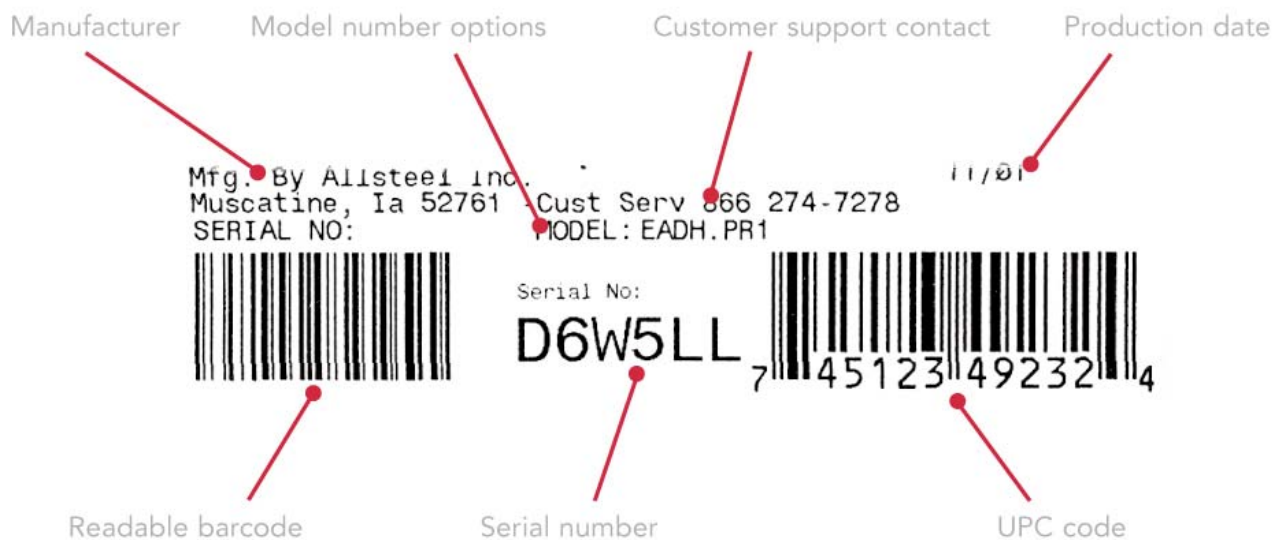 Manufacturer Model number options Customer support contact Production date
Mfg. By Allsteel Inc. 11/01
Muscatine, Ia 52761 Cust Serv 866 274-7278
SERIAL NO: MODEL: EADH.PR1
Serial No:
D6W5LL
7 45123 49232 4
Readable barcode Serial number UPC code